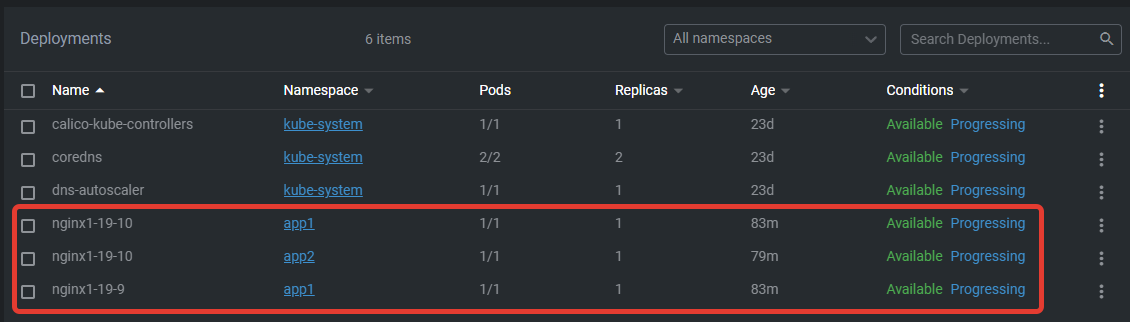 Deployments 6 items All namespaces Search Deployments...
Name Namespace Pods Replicas Age Conditions
calico-kube-controllers kube-system 1/1 1 23d Available Progressing
coredns kube-system 2/2 2 23d Available Progressing
dns-autoscaler kube-system 1/1 1 23d Available Progressing
nginx1-19-10 app1 1/1 1 83m Available Progressing
nginx1-19-10 app2 1/1 1 79m Available Progressing
nginx1-19-9 app1 1/1 1 83m Available Progressing